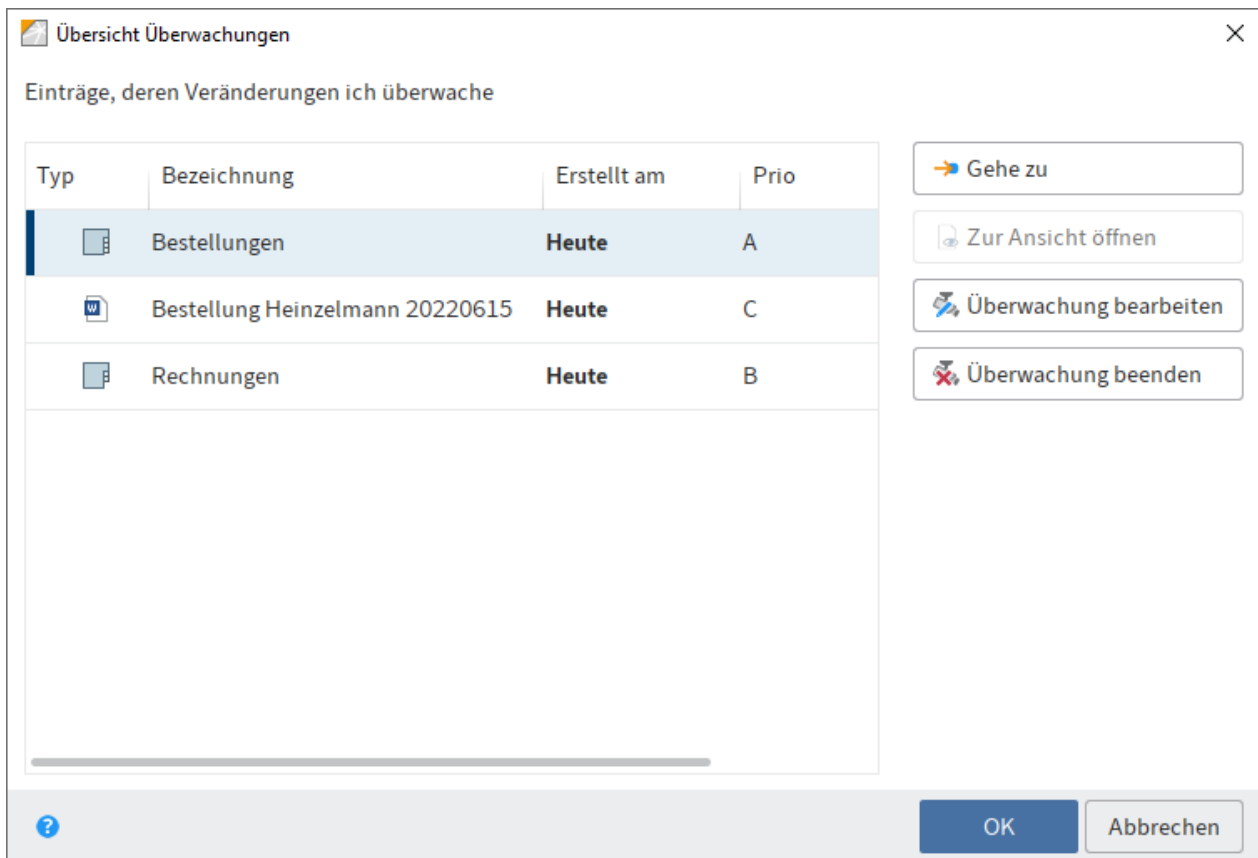 Übersicht Überwachungen
Einträge, deren Veränderungen ich überwache
Typ Bezeichnung Erstellt am Prio
Bestellungen Heute A
Bestellung Heinzelmann 20220615 Heute C
Rechnungen Heute B
Gehe zu
Zur Ansicht öffnen
Überwachung bearbeiten
Überwachung beenden
OK Abbrechen